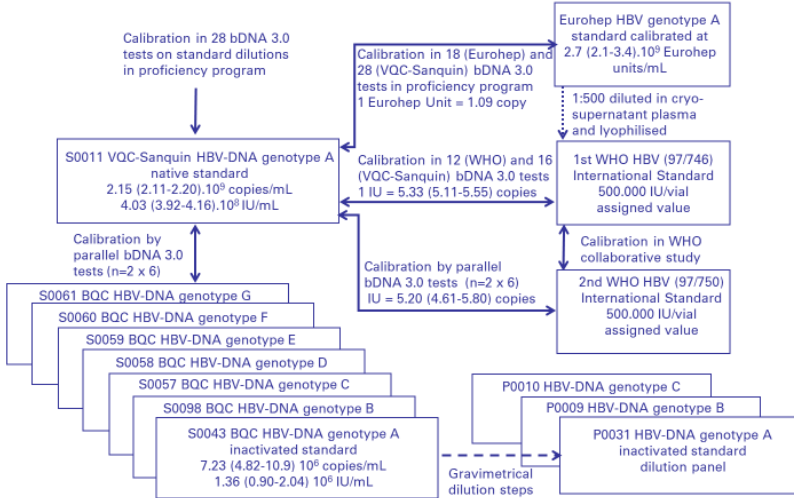 Calibration in 28 bDNA 3.0
tests on standard dilutions
in proficiency program
Calibration in 18 (Eurohep) and
28 (VQC-Sanquin) bDNA 3.0
tests in proficiency program
1 Eurohep Unit = 1.09 copy
Eurohep HBV genotype A
standard calibrated at
2.7 (2.1-3.4).10⁹ Eurohep
units/mL
1:500 diluted in cryo-
supernatant plasma
and lyophilised
S0011 VQC-Sanquin HBV-DNA genotype A
native standard
2.15 (2.11-2.20).10⁹ copies/mL
4.03 (3.92-4.16).10⁸ IU/mL
Calibration in 12 (WHO) and 16
(VQC-Sanquin) bDNA 3.0 tests
1 IU = 5.33 (5.11-5.55) copies
1st WHO HBV (97/746)
International Standard
500.000 IU/vial
assigned value
Calibration by
parallel bDNA 3.0
tests (n=2 x 6)
Calibration by parallel
bDNA 3.0 tests (n=2 x 6)
IU = 5.20 (4.61-5.80) copies
Calibration in WHO
collaborative study
2nd WHO HBV (97/750)
International Standard
500.000 IU/vial
assigned value
S0061 BQC HBV-DNA genotype G
S0060 BQC HBV-DNA genotype F
S0059 BQC HBV-DNA genotype E
S0058 BQC HBV-DNA genotype D
S0057 BQC HBV-DNA genotype C
S0098 BQC HBV-DNA genotype B
S0043 BQC HBV-DNA genotype A
inactivated standard
7.23 (4.82-10.9) 10⁶ copies/mL
1.36 (0.90-2.04) 10⁶ IU/mL
Gravimetrical
dilution steps
P0010 HBV-DNA genotype C
P0009 HBV-DNA genotype B
P0031 HBV-DNA genotype A
inactivated standard
dilution panel